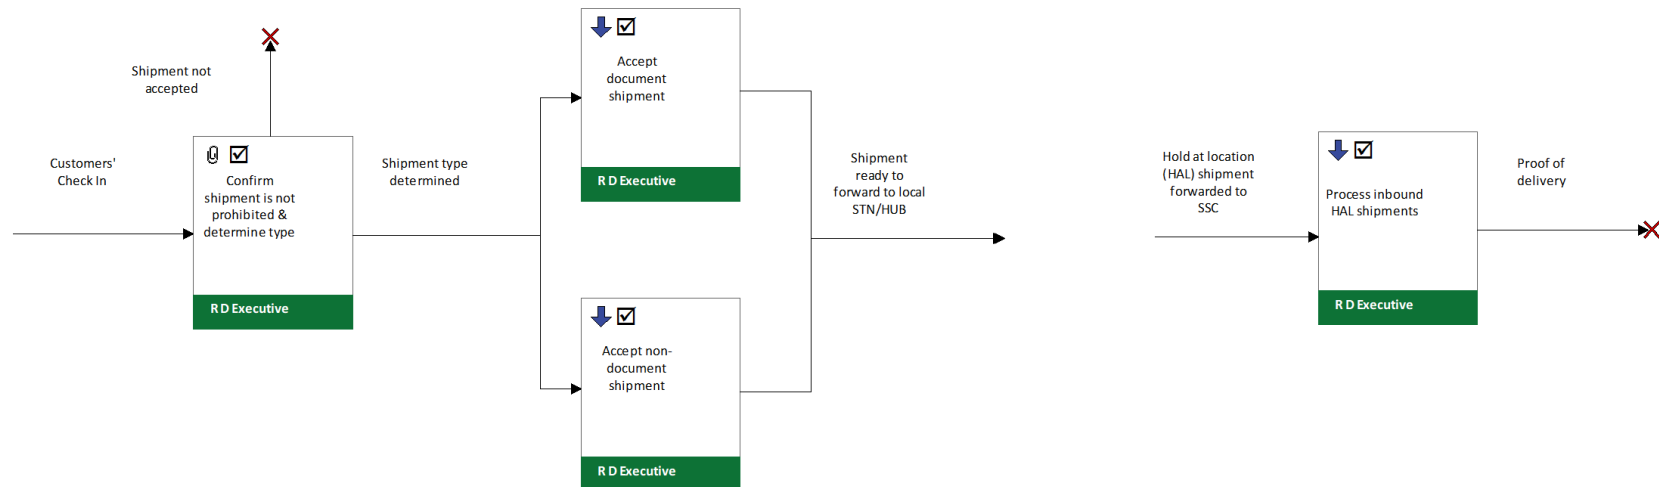 Shipment not
accepted
Customers'
Check In
Confirm
shipment is not
prohibited &
determine type
R D Executive
Shipment type
determined
Accept
document
shipment
R D Executive
Accept non-
document
shipment
R D Executive
Shipment
ready to
forward to local
STN/HUB
Hold at location
(HAL) shipment
forwarded to
SSC
Process inbound
HAL shipments
R D Executive
Proof of
delivery